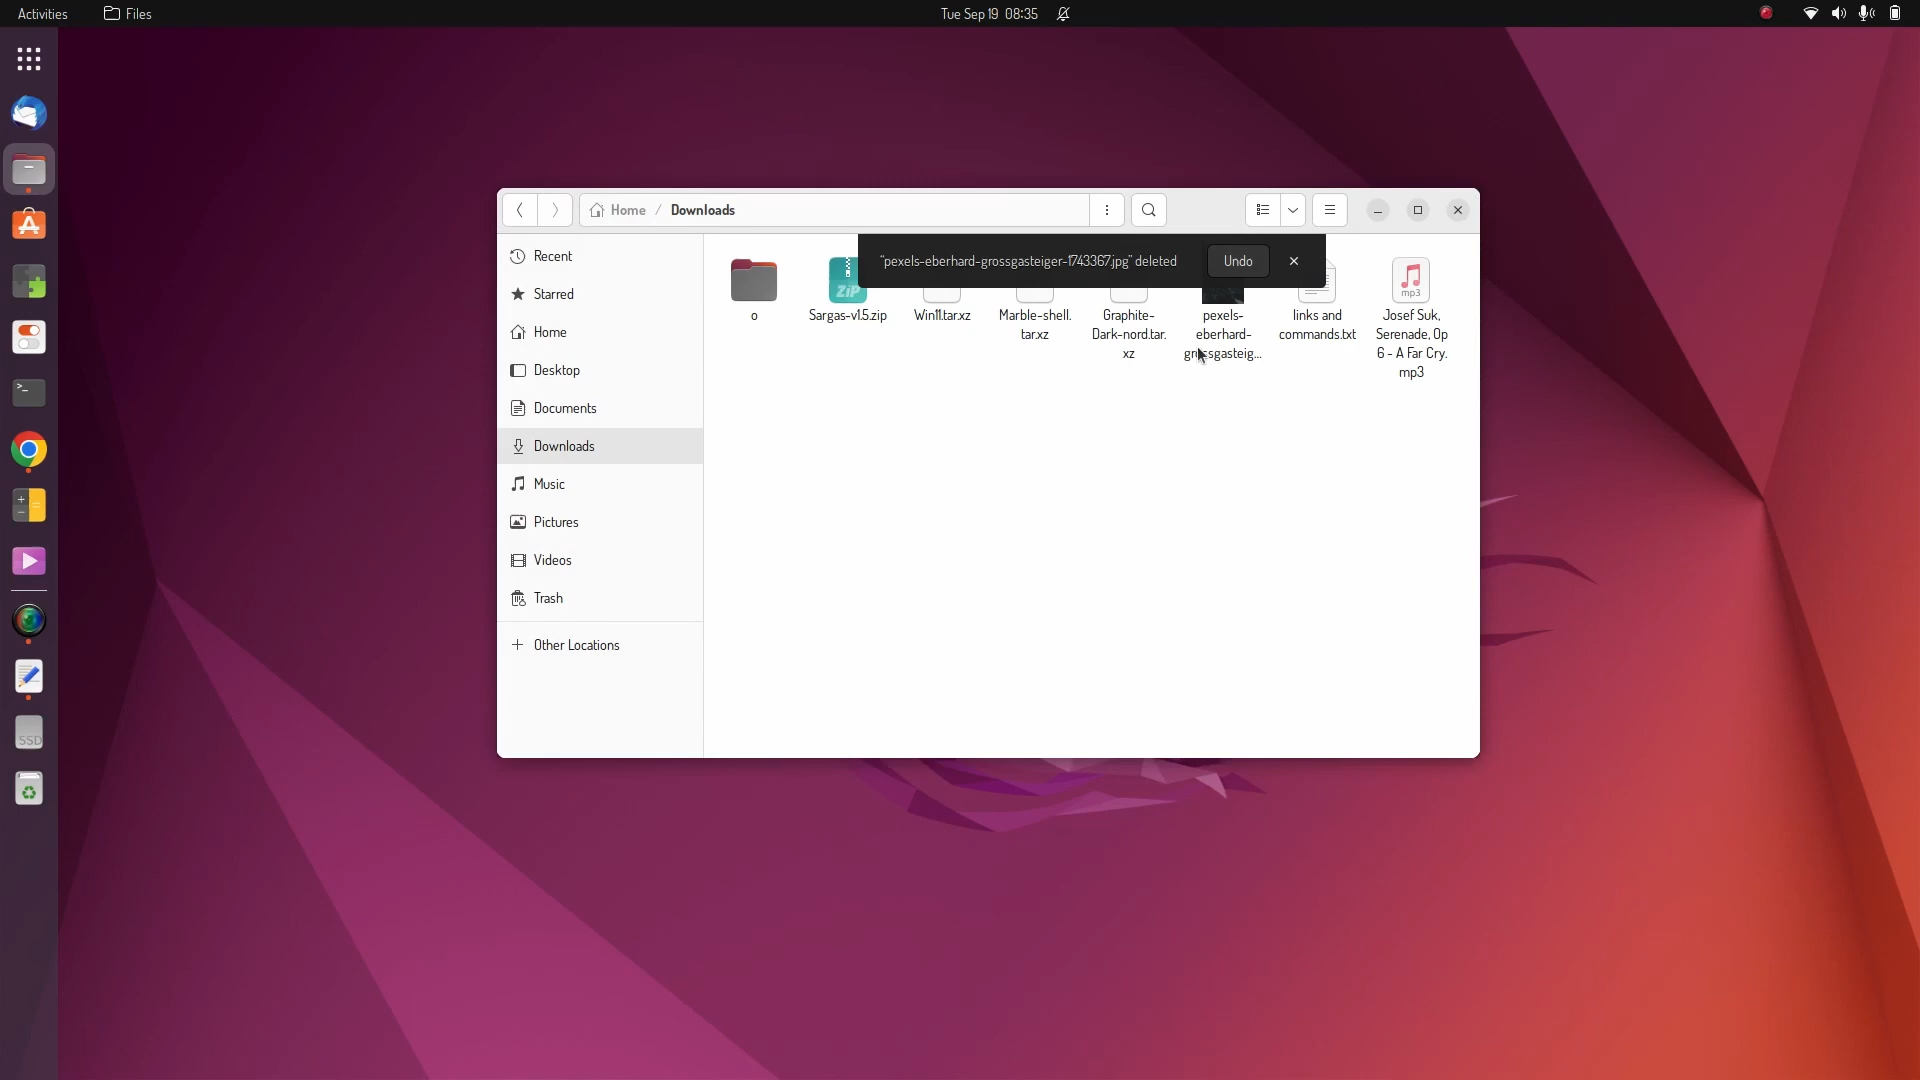 Activities
Files
Tue Sep 19 08:35
Home / Downloads
"pexels-eberhard-grossgasteiger-1743367.jpg" deleted
Undo
Recent
Starred
Home
Desktop
Documents
Downloads
Music
Pictures
Videos
Trash
Other Locations
o
ZiP
Sargas-v1.5.zip
Win11.tar.xz
Marble-shell.
tar.xz
Graphite-
Dark-nord.tar.
xz
pexels-
eberhard-
grossgasteig...
links and
commands.txt
mp3
Josef Suk,
Serenade, Op
6 - A Far Cry.
mp3
SSD